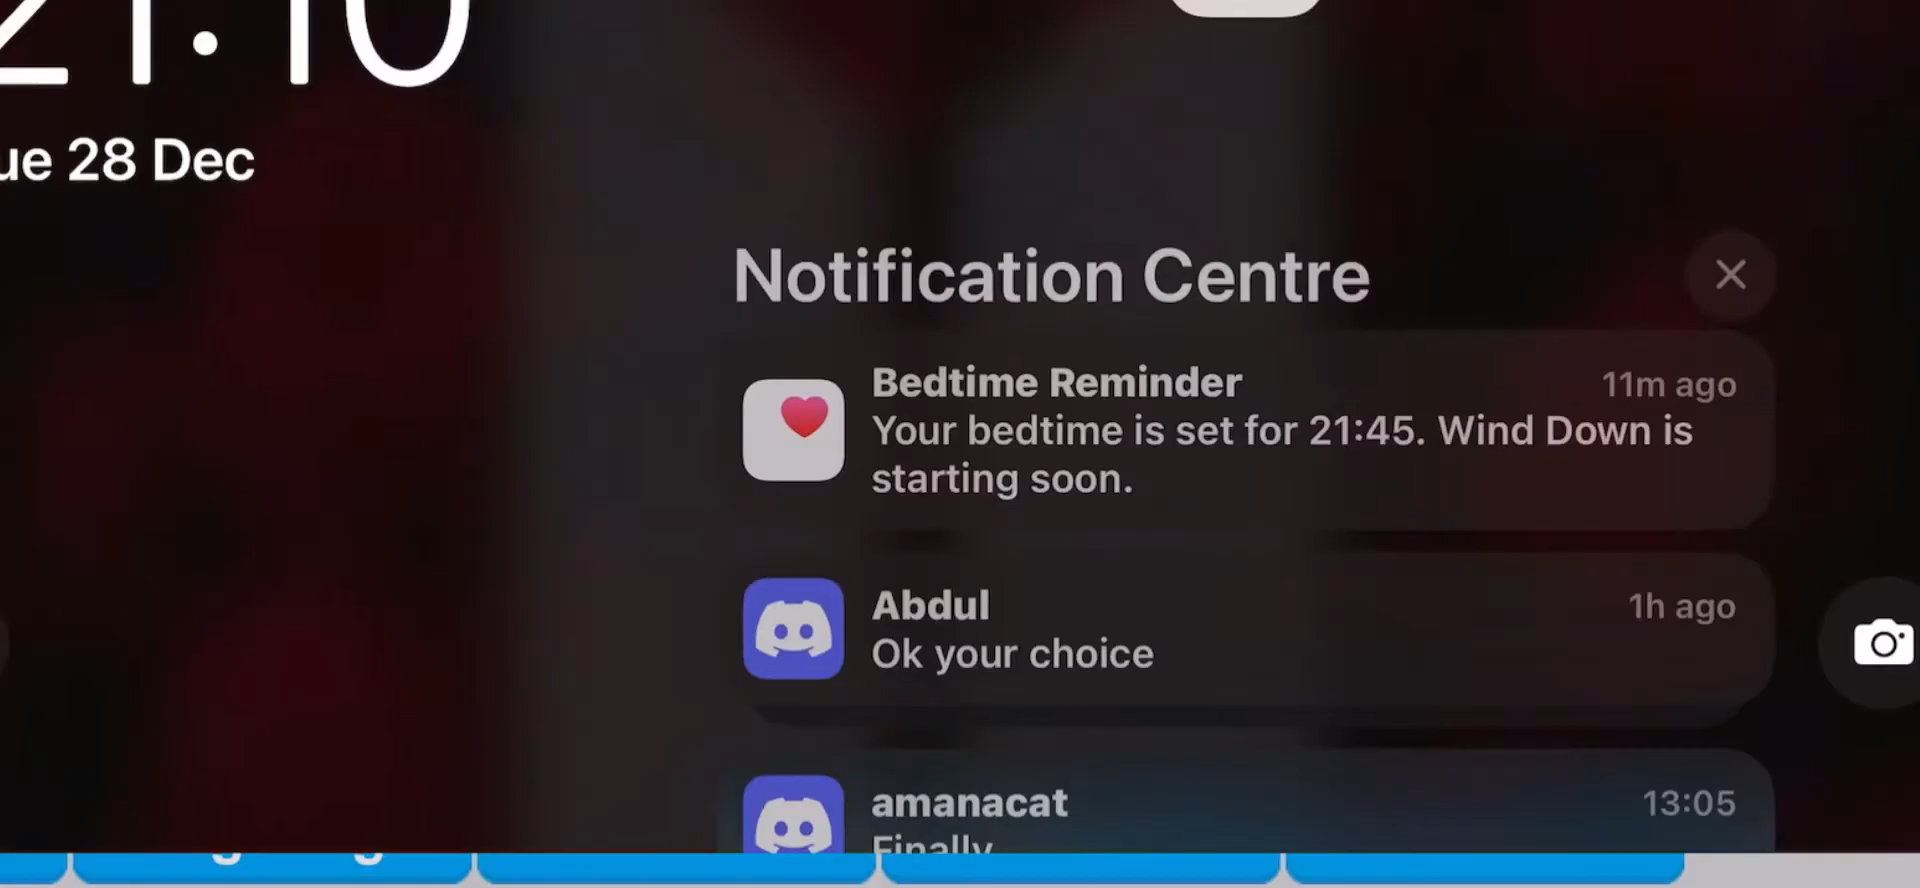 21:10
ue 28 Dec
Notification Centre
Bedtime Reminder
11m ago
Your bedtime is set for 21:45. Wind Down is
starting soon.
Abdul
1h ago
Ok your choice
amanacat
13:05
Finally